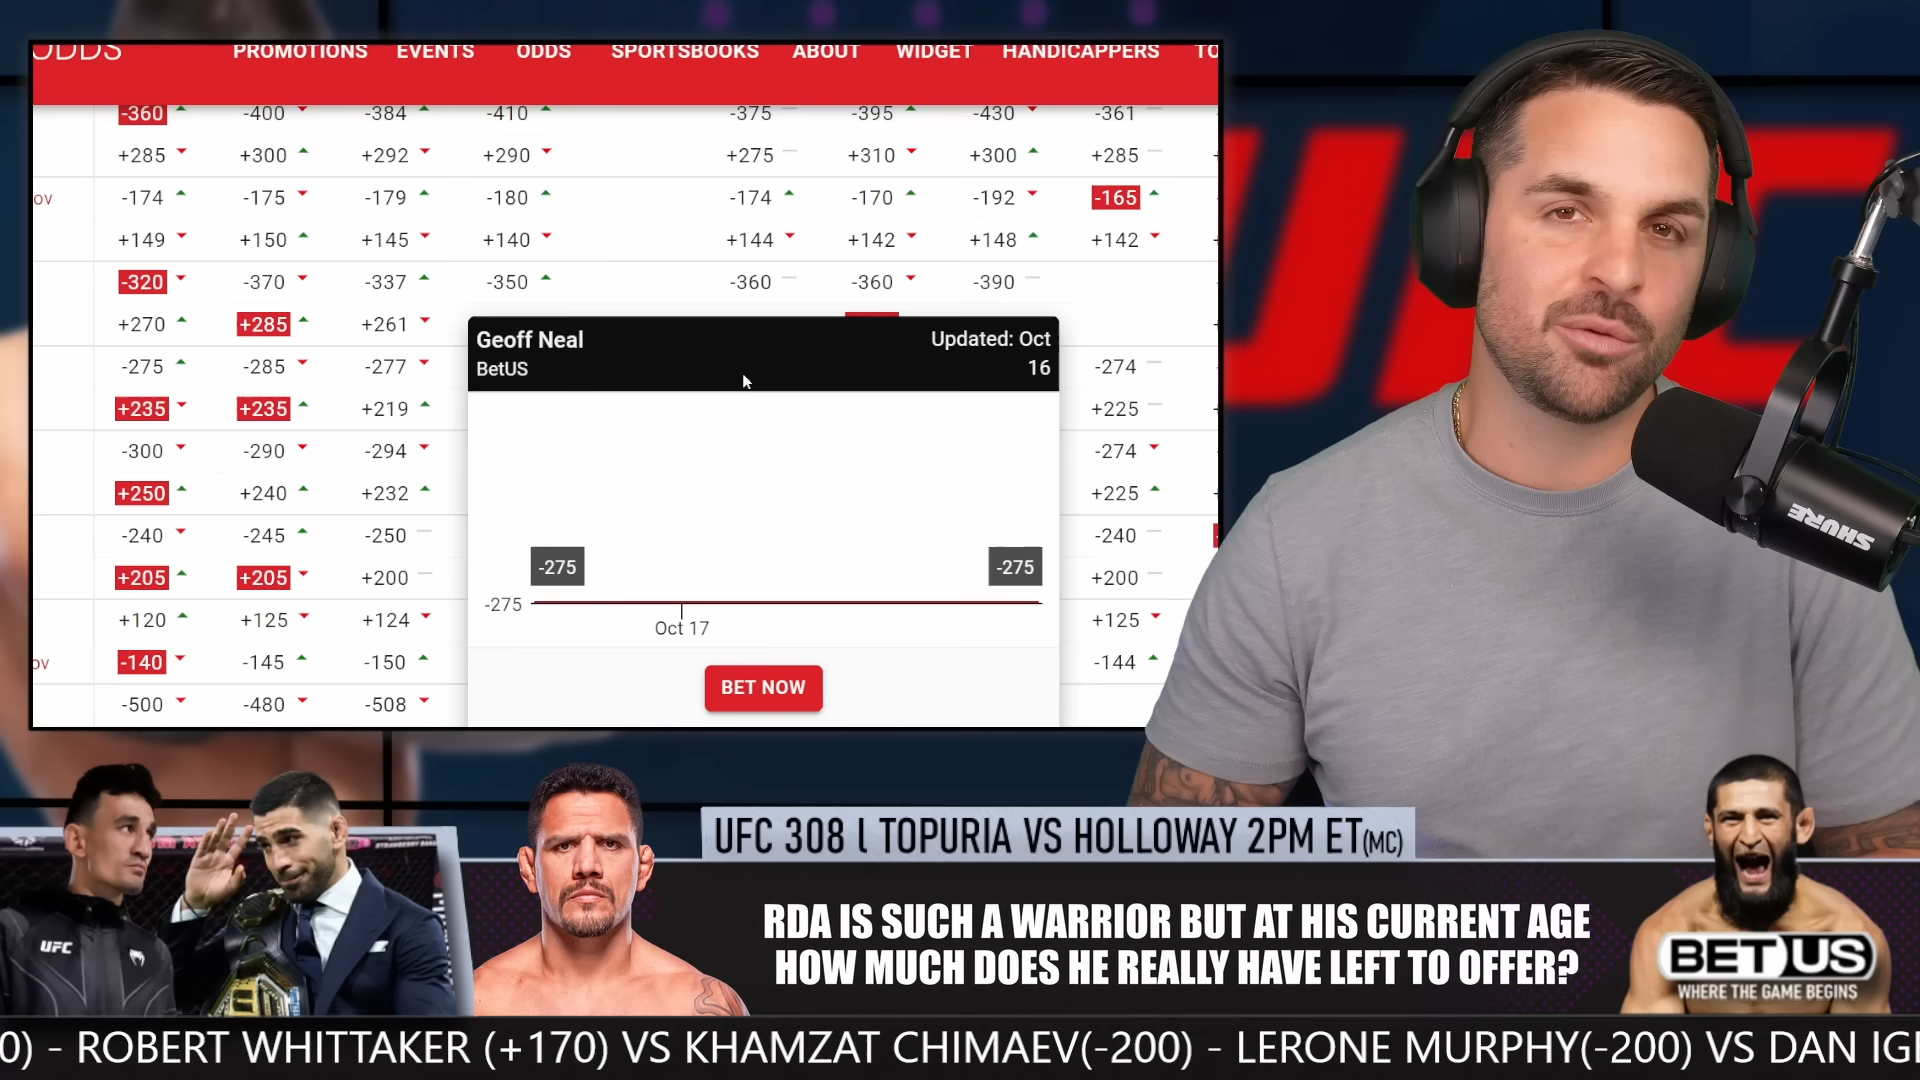 ODDS PROMOTIONS EVENTS ODDS SPORTSBOOKS ABOUT WIDGET HANDICAPPERS TO
-360 -400 -384 -410 -375 -395 -430 -361
+285 +300 +292 +290 +275 +310 +300 +285
ov -174 -175 -179 -180 -174 -170 -192 -165
+149 +150 +145 +140 +144 +142 +148 +142
-320 -370 -337 -350 -360 -360 -390
+270 +285 +261
-275 -285 -277 -274
+235 +235 +219 +225
-300 -290 -294 -274
+250 +240 +232 +225
-240 -245 -250 -240
+205 +205 +200 +200
+120 +125 +124 +125
ov -140 -145 -150 -144
-500 -480 -508
Geoff Neal Updated: Oct
BetUS 16
-275 -275
-275
Oct 17
BET NOW
UFC
SHURE
UFC 308 l TOPURIA VS HOLLOWAY 2PM ET(MC)
RDA IS SUCH A WARRIOR BUT AT HIS CURRENT AGE
HOW MUCH DOES HE REALLY HAVE LEFT TO OFFER?
UFC
BETUS
WHERE THE GAME BEGINS
0) - ROBERT WHITTAKER (+170) VS KHAMZAT CHIMAEV(-200) - LERONE MURPHY(-200) VS DAN IG